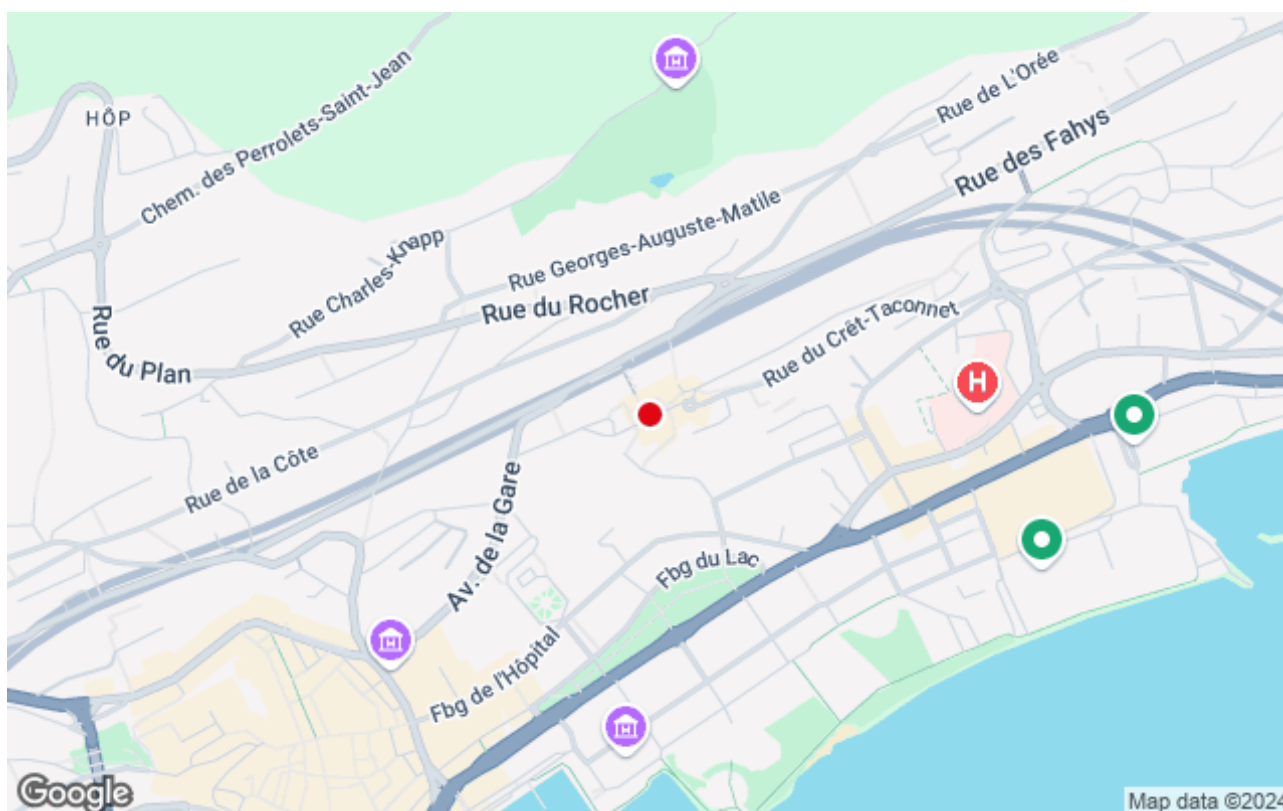 HÔP
Chem. des Perrolets-Saint-Jean
Rue de L'Orée
Rue des Fahys
Rue Georges-Auguste-Matile
Rue Charles-Knapp
Rue du Rocher
Rue du Plan
Rue du Crêt-Taconnet
H
Rue de la Côte
Av. de la Gare
Fbg du Lac
Fbg de l'Hôpital
Google
Map data ©2024